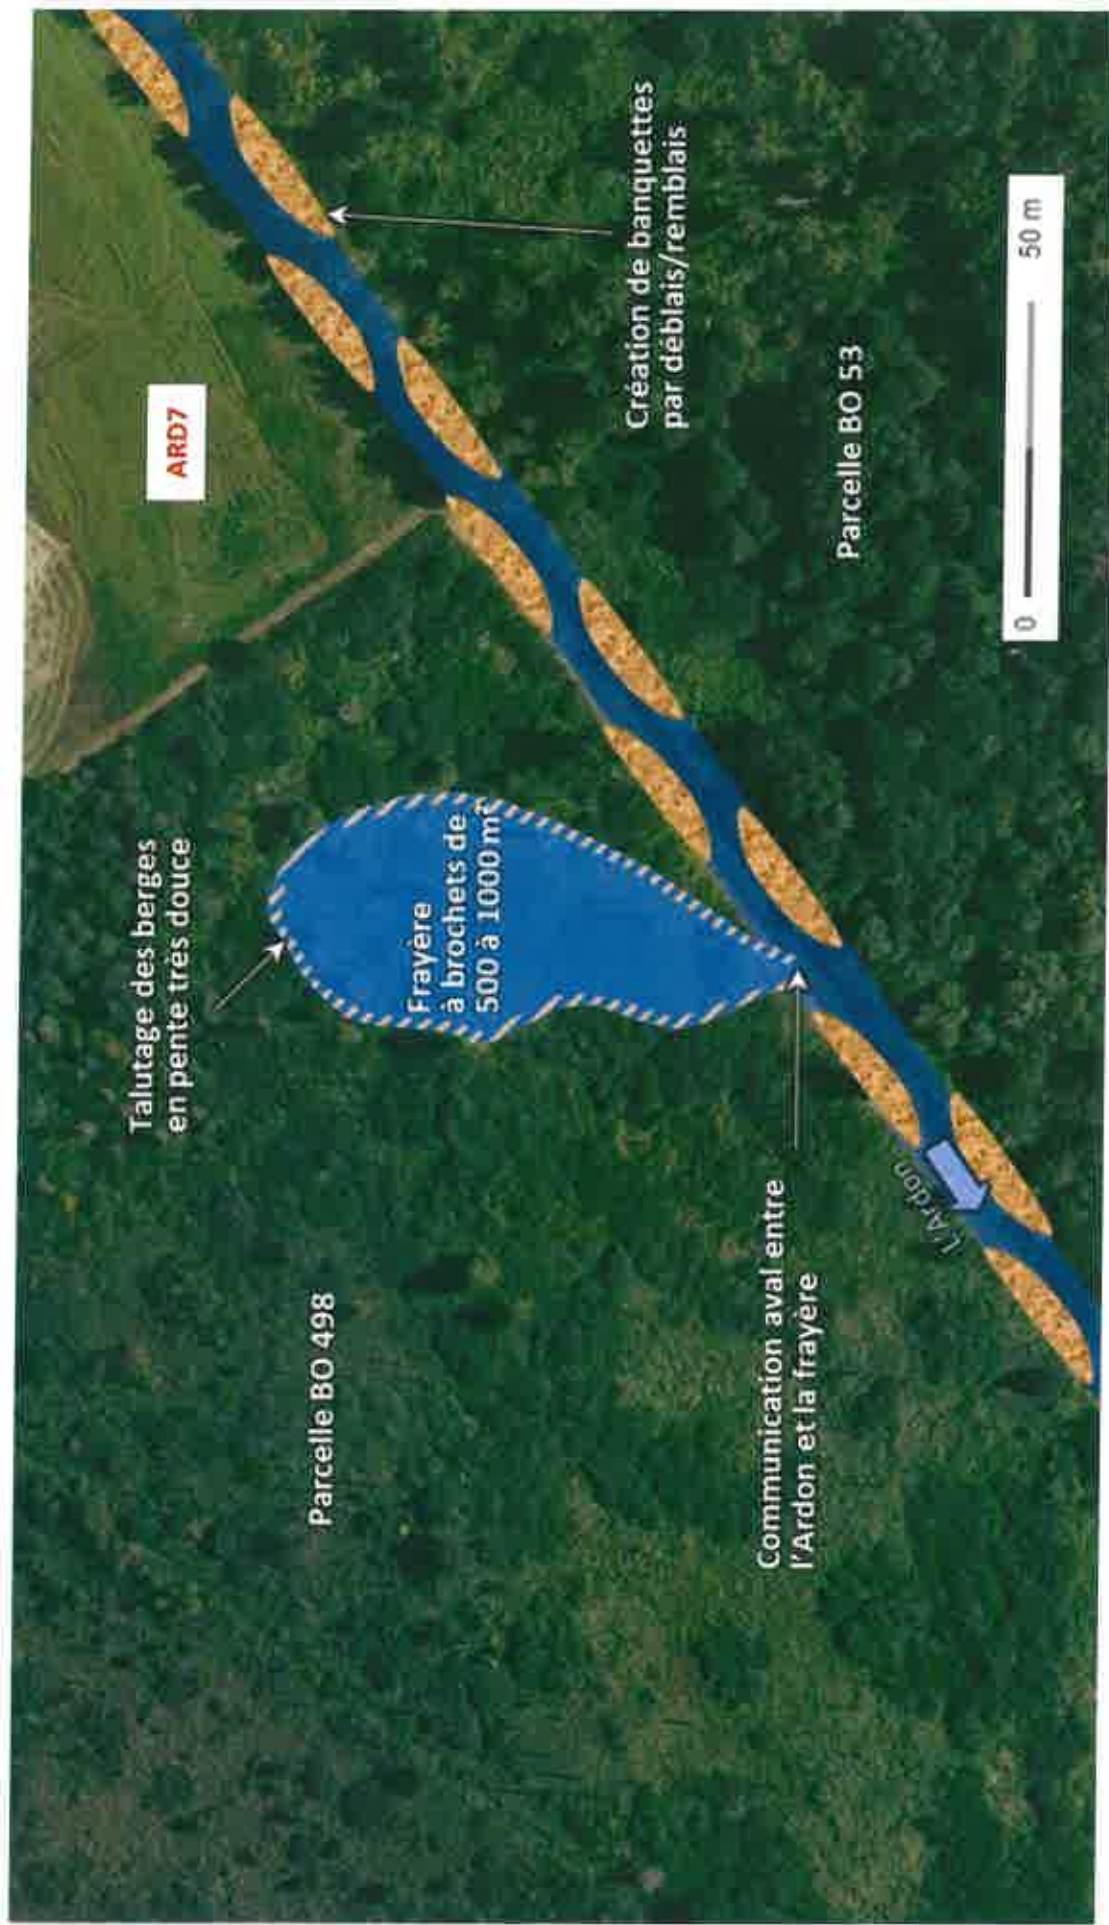 Talutage des berges
en pente très douce
ARD7
Parcelle BO 498
Frayère
à brochets de
500 à 1000 m²
Création de banquettes
par déblais/remblais
Communication aval entre
l'Ardon et la frayère
L'Ardon
Parcelle BO 53
0 50 m